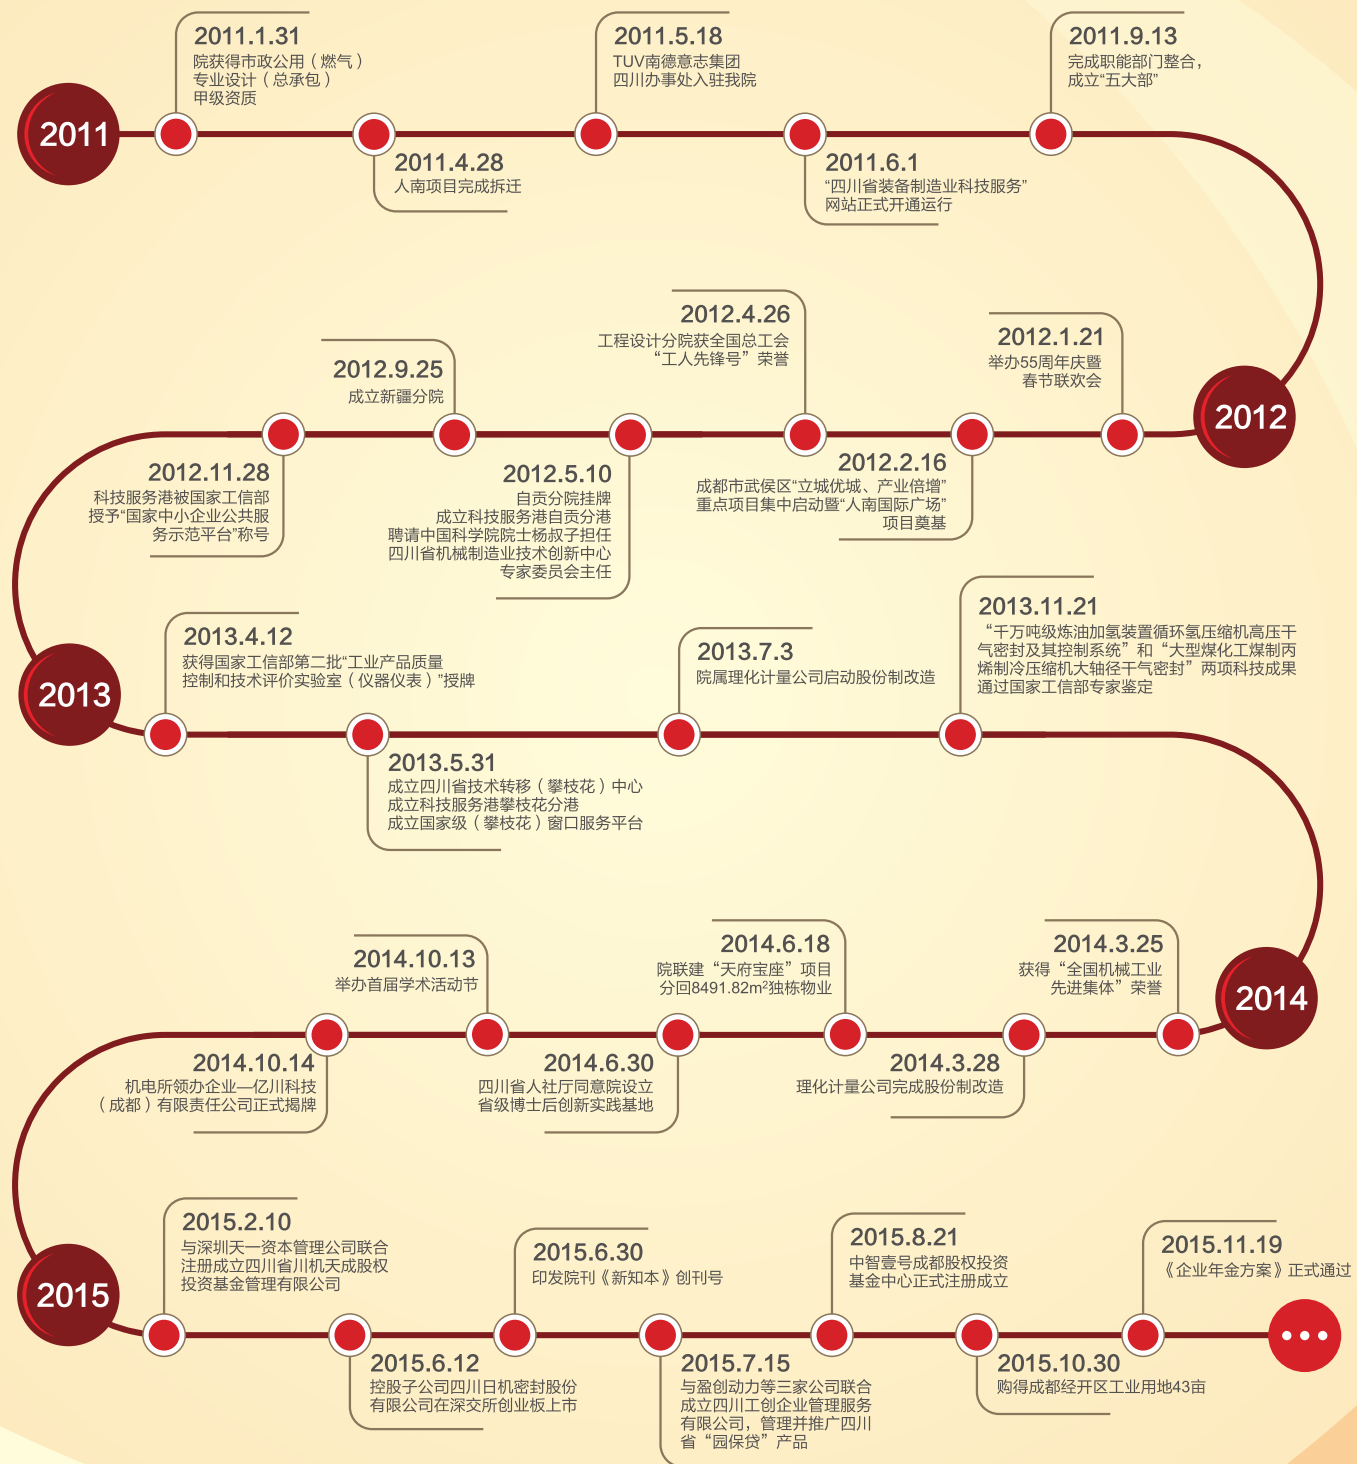 2011
2011.1.31
院获得市政公用（燃气）
专业设计（总承包）
甲级资质
2011.4.28
人南项目完成拆迁
2011.5.18
TUV南德意志集团
四川办事处入驻我院
2011.6.1
“四川省装备制造业科技服务”
网站正式开通运行
2011.9.13
完成职能部门整合，
成立“五大部”
2012
2012.1.21
举办55周年庆暨
春节联欢会
2012.2.16
成都市武侯区“立城优城、产业倍增”
重点项目集中启动暨“人南国际广场”
项目奠基
2012.4.26
工程设计分院获全国总工会
“工人先锋号”荣誉
2012.5.10
自贡分院挂牌
成立科技服务港自贡分港
聘请中国科学院院士杨叔子担任
四川省机械制造业技术创新中心
专家委员会主任
2012.9.25
成立新疆分院
2012.11.28
科技服务港被国家工信部
授予“国家中小企业公共服
务示范平台”称号
2013
2013.4.12
获得国家工信部第二批“工业产品质量
控制和技术评价实验室（仪器仪表）”授牌
2013.5.31
成立四川省技术转移（攀枝花）中心
成立科技服务港攀枝花分港
成立国家级（攀枝花）窗口服务平台
2013.7.3
院属理化计量公司启动股份制改造
2013.11.21
“千万吨级炼油加氢装置循环氢压缩机高压干
气密封及其控制系统”和“大型煤化工煤制丙
烯制冷压缩机大轴径干气密封”两项科技成果
通过国家工信部专家鉴定
2014
2014.3.25
获得“全国机械工业
先进集体”荣誉
2014.3.28
理化计量公司完成股份制改造
2014.6.18
院联建“天府宝座”项目
分回8491.82m²独栋物业
2014.6.30
四川省人社厅同意院设立
省级博士后创新实践基地
2014.10.13
举办首届学术活动节
2014.10.14
机电所领办企业—亿川科技
（成都）有限责任公司正式揭牌
2015
2015.2.10
与深圳天一资本管理公司联合
注册成立四川省川机天成股权
投资基金管理有限公司
2015.6.12
控股子公司四川日机密封股份
有限公司在深交所创业板上市
2015.6.30
印发院刊《新知本》创刊号
2015.7.15
与盈创动力等三家公司联合
成立四川工创企业管理服务
有限公司，管理并推广四川
省“园保贷”产品
2015.8.21
中智壹号成都股权投资
基金中心正式注册成立
2015.10.30
购得成都经开区工业用地43亩
2015.11.19
《企业年金方案》正式通过